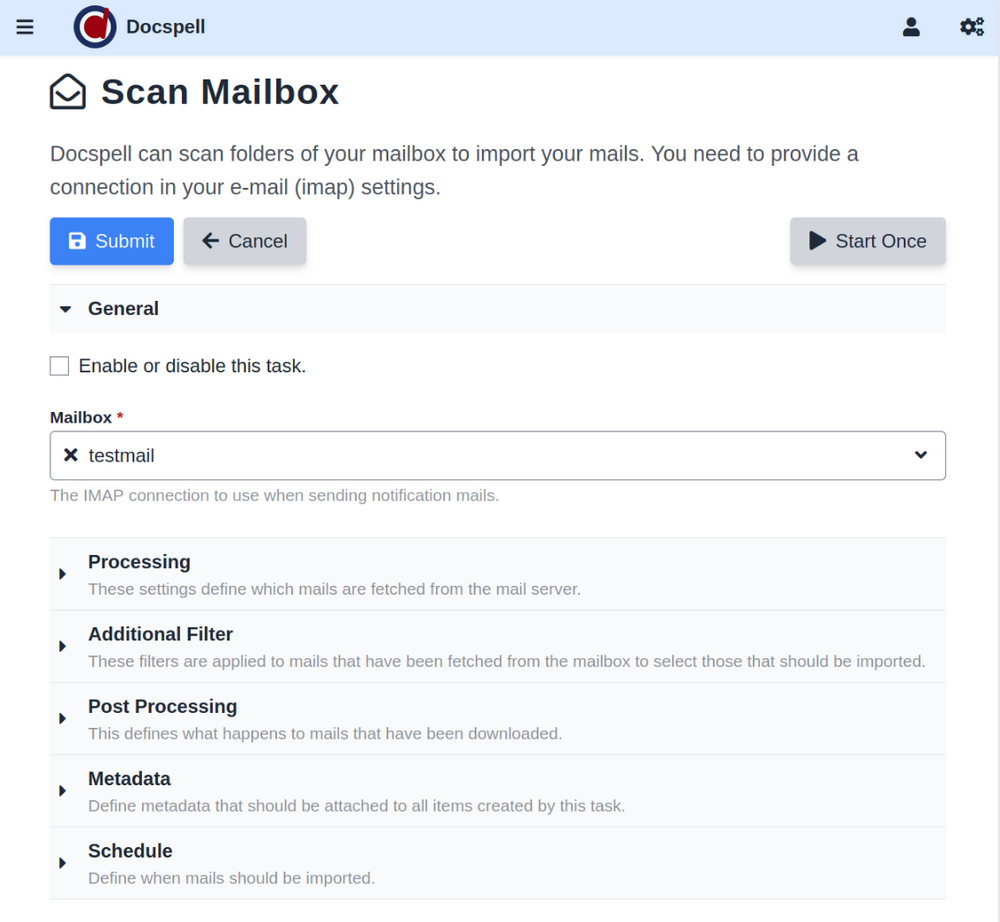 Docspell
Scan Mailbox
Docspell can scan folders of your mailbox to import your mails. You need to provide a
connection in your e-mail (imap) settings.
Submit
Cancel
Start Once
General
Enable or disable this task.
Mailbox *
testmail
The IMAP connection to use when sending notification mails.
Processing
These settings define which mails are fetched from the mail server.
Additional Filter
These filters are applied to mails that have been fetched from the mailbox to select those that should be imported.
Post Processing
This defines what happens to mails that have been downloaded.
Metadata
Define metadata that should be attached to all items created by this task.
Schedule
Define when mails should be imported.